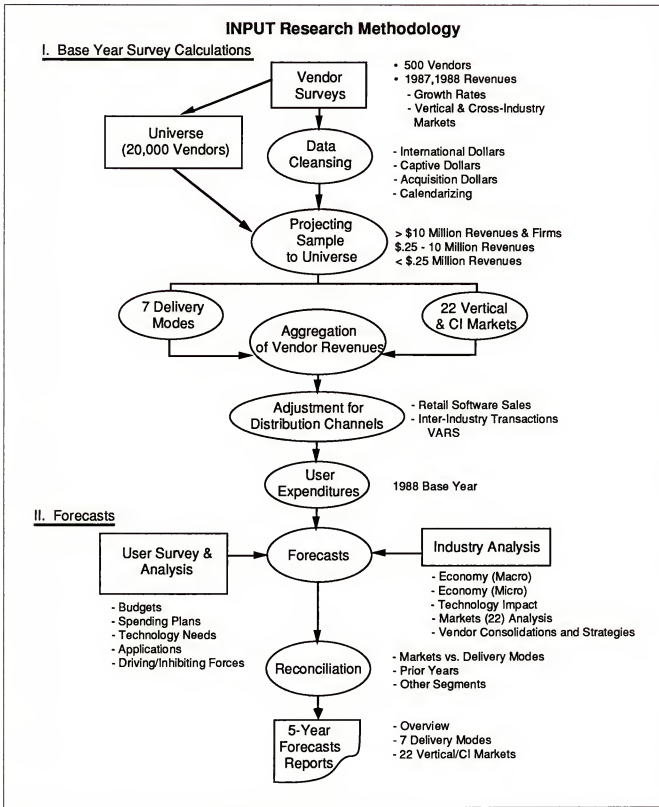 INPUT Research Methodology
I. Base Year Survey Calculations
Vendor
Surveys
• 500 Vendors
• 1987,1988 Revenues
- Growth Rates
- Vertical & Cross-Industry
Markets
Universe
(20,000 Vendors)
Data
Cleansing
- International Dollars
- Captive Dollars
- Acquisition Dollars
- Calendarizing
Projecting
Sample
to Universe
> $10 Million Revenues & Firms
$.25 - 10 Million Revenues
< $.25 Million Revenues
7 Delivery
Modes
22 Vertical
& CI Markets
Aggregation
of Vendor Revenues
Adjustment for
Distribution Channels
- Retail Software Sales
- Inter-Industry Transactions
VARS
User
Expenditures
1988 Base Year
II. Forecasts
User Survey &
Analysis
Forecasts
Industry Analysis
- Budgets
- Spending Plans
- Technology Needs
- Applications
- Driving/Inhibiting Forces
- Economy (Macro)
- Economy (Micro)
- Technology Impact
- Markets (22) Analysis
- Vendor Consolidations and Strategies
Reconciliation
- Markets vs. Delivery Modes
- Prior Years
- Other Segments
5-Year
Forecasts
Reports
- Overview
- 7 Delivery Modes
- 22 Vertical/CI Markets